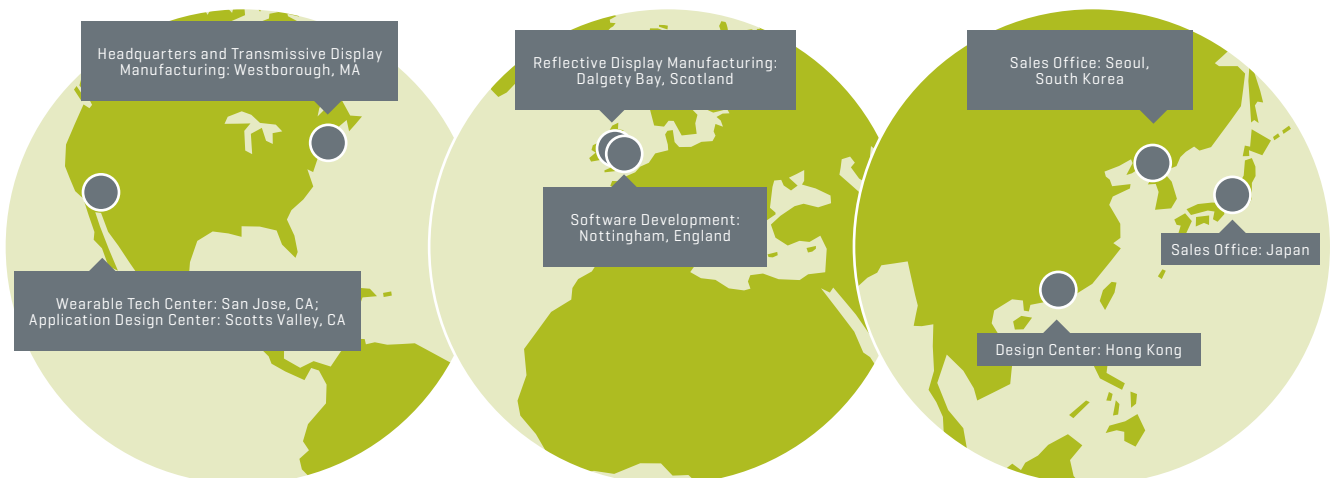 Headquarters and Transmissive Display
Manufacturing: Westborough, MA
Wearable Tech Center: San Jose, CA;
Application Design Center: Scotts Valley, CA
Reflective Display Manufacturing:
Dalgety Bay, Scotland
Software Development:
Nottingham, England
Sales Office: Seoul,
South Korea
Sales Office: Japan
Design Center: Hong Kong